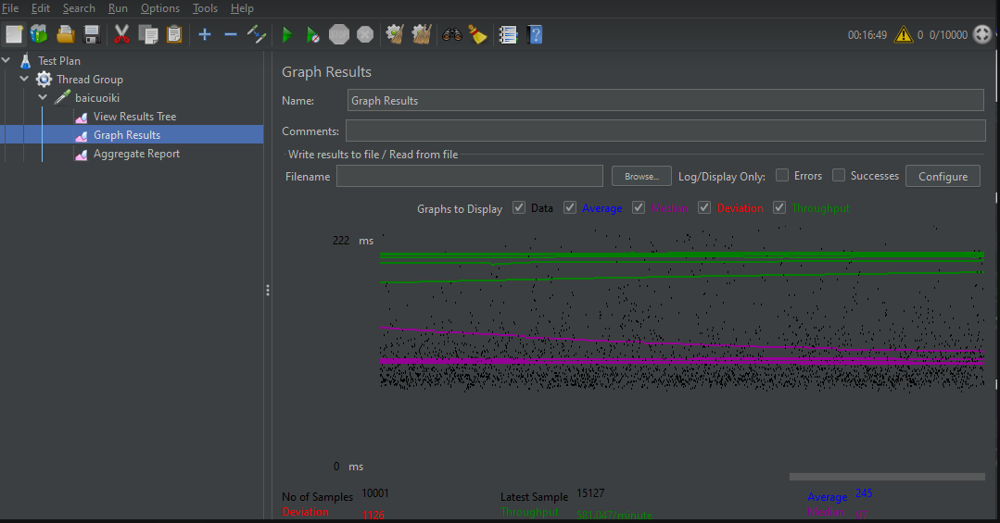 File Edit Search Run Options Tools Help
00:16:49 0 0/10000
Test Plan
Thread Group
baicuoiki
View Results Tree
Graph Results
Aggregate Report
Graph Results
Name: Graph Results
Comments:
Write results to file / Read from file
Filename Browse... Log/Display Only: Errors Successes Configure
Graphs to Display Data Average Median Deviation Throughput
222 ms
0 ms
No of Samples 10001 Latest Sample 15127 Average 245
Deviation 1126 Throughput 581.047/minute Median